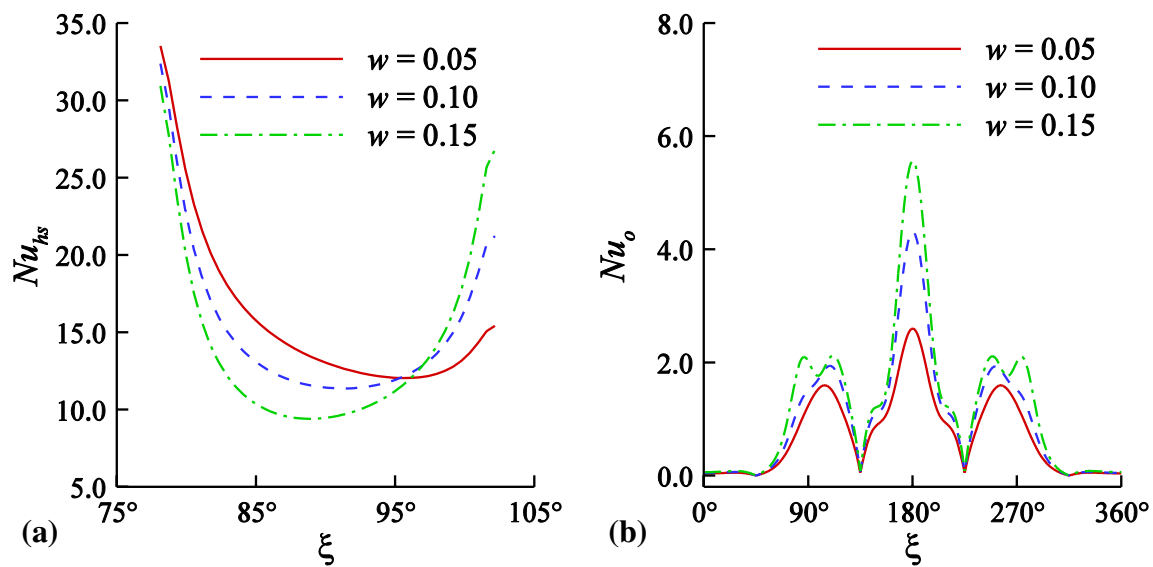 35.0
30.0
25.0
20.0
15.0
10.0
5.0
Nu_hs
w = 0.05
w = 0.10
w = 0.15
75° 85° 95° 105°
ξ
(a)
8.0
6.0
4.0
2.0
0.0
Nu_o
w = 0.05
w = 0.10
w = 0.15
0° 90° 180° 270° 360°
ξ
(b)